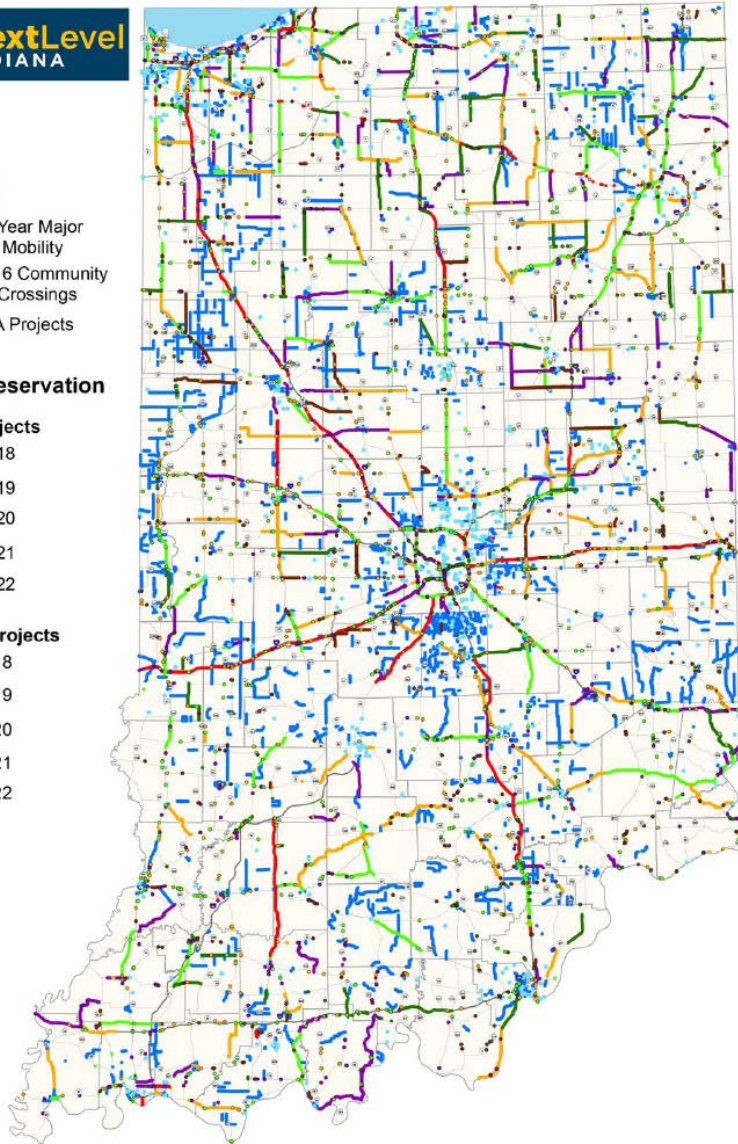 extLevel
DIANA
Year Major
Mobility
6 Community
Crossings
A Projects
eservation
jects
18
19
20
21
22
rojects
8
9
20
21
22